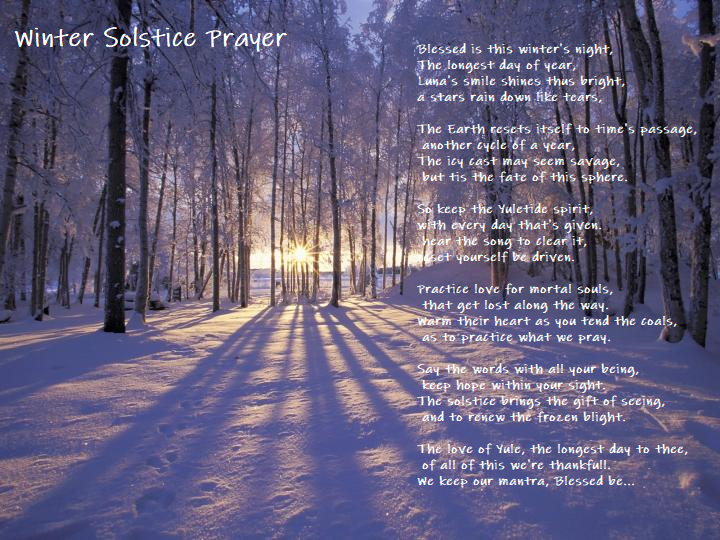 Winter Solstice Prayer
Blessed is this winter's night,
The longest day of year,
Luna's smile shines thus bright,
a stars rain down like tears,
The Earth resets itself to time's passage,
another cycle of a year,
The icy cast may seem savage,
but tis the fate of this sphere.
So keep the Yuletide spirit,
with every day that's given.
hear the song to clear it,
reset yourself be driven.
Practice love for mortal souls,
that get lost along the way.
Warm their heart as you tend the coals,
as to practice what we pray.
Say the words with all your being,
keep hope within your sight.
The solstice brings the gift of seeing,
and to renew the frozen blight.
The love of Yule, the longest day to thee,
of all of this we're thankfull.
We keep our mantra, Blessed be...